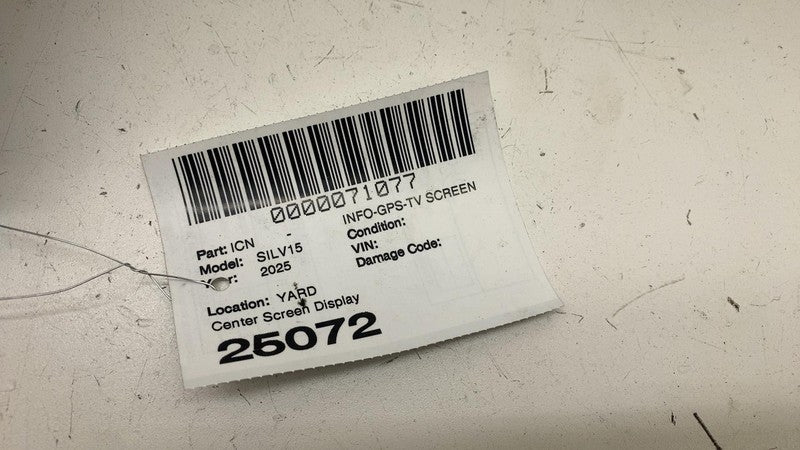 0000071077
Part: ICN - INFO-GPS-TV SCREEN
Model: SILV15 Condition:
2025 VIN:
Damage Code:
Location: YARD
Center Screen Display
25072